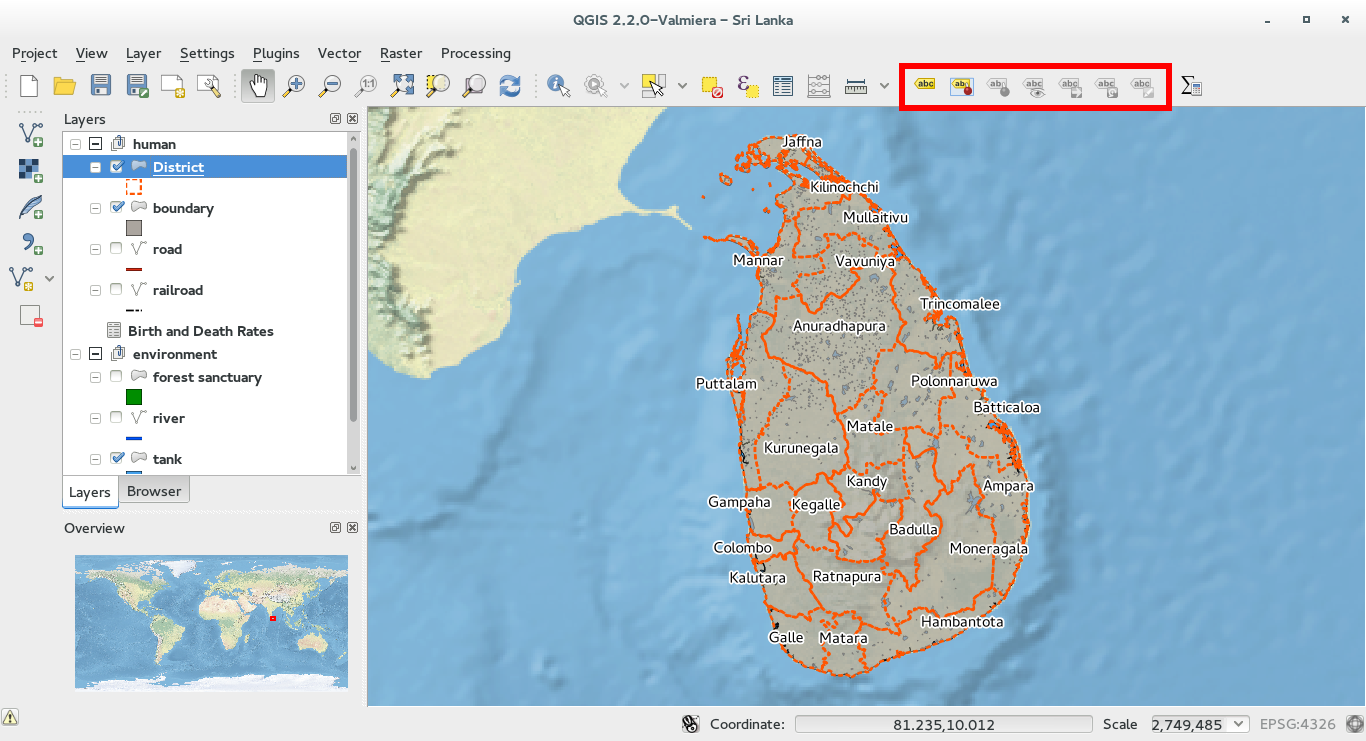 QGIS 2.2.0-Valmiera - Sri Lanka
Project View Layer Settings Plugins Vector Raster Processing
1:1 abc ab abc abc abc abc abc
Layers
human
District
boundary
road
railroad
Birth and Death Rates
environment
forest sanctuary
river
tank
Layers Browser
Overview
Jaffna
Kilinochchi
Mullaitivu
Mannar Vavuniya
Trincomalee
Anuradhapura
Puttalam Polonnaruwa
Batticaloa
Matale
Kurunegala
Kandy Ampara
Gampaha Kegalle
Badulla
Colombo Moneragala
Kalutara Ratnapura
Hambantota
Galle Matara
Coordinate: 81.235,10.012 Scale 2,749,485 EPSG:4326